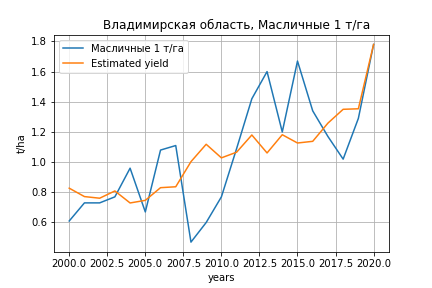 Владимирская область, Масличные 1 т/га
Масличные 1 т/га
Estimated yield
t/ha
1.8
1.6
1.4
1.2
1.0
0.8
0.6
2000.0 2002.5 2005.0 2007.5 2010.0 2012.5 2015.0 2017.5 2020.0
years